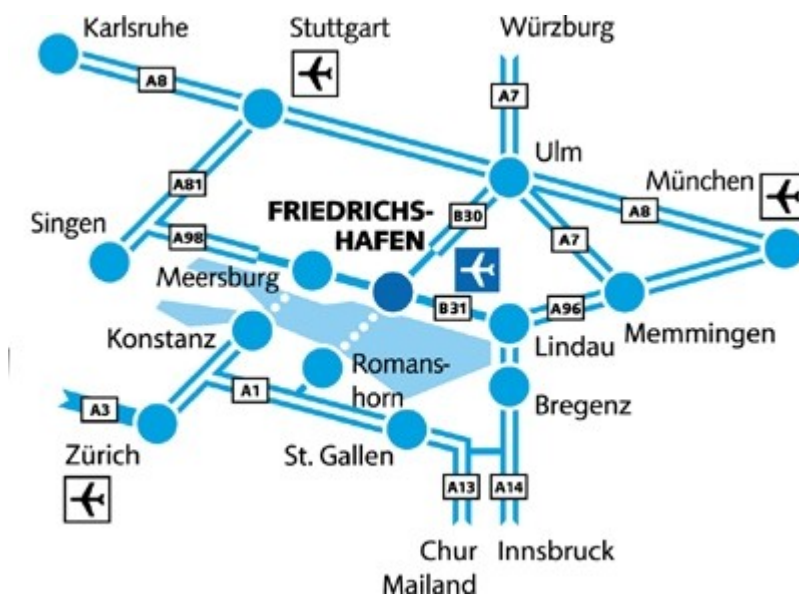 Karlsruhe
Stuttgart
Würzburg
A8
A7
Ulm
München
A81
FRIEDRICHS-
HAFEN
B30
A8
Singen
A98
A7
Meersburg
B31
A96
Memmingen
Konstanz
Lindau
Romans-
horn
A1
Bregenz
A3
Zürich
St. Gallen
A13
A14
Chur
Mailand
Innsbruck